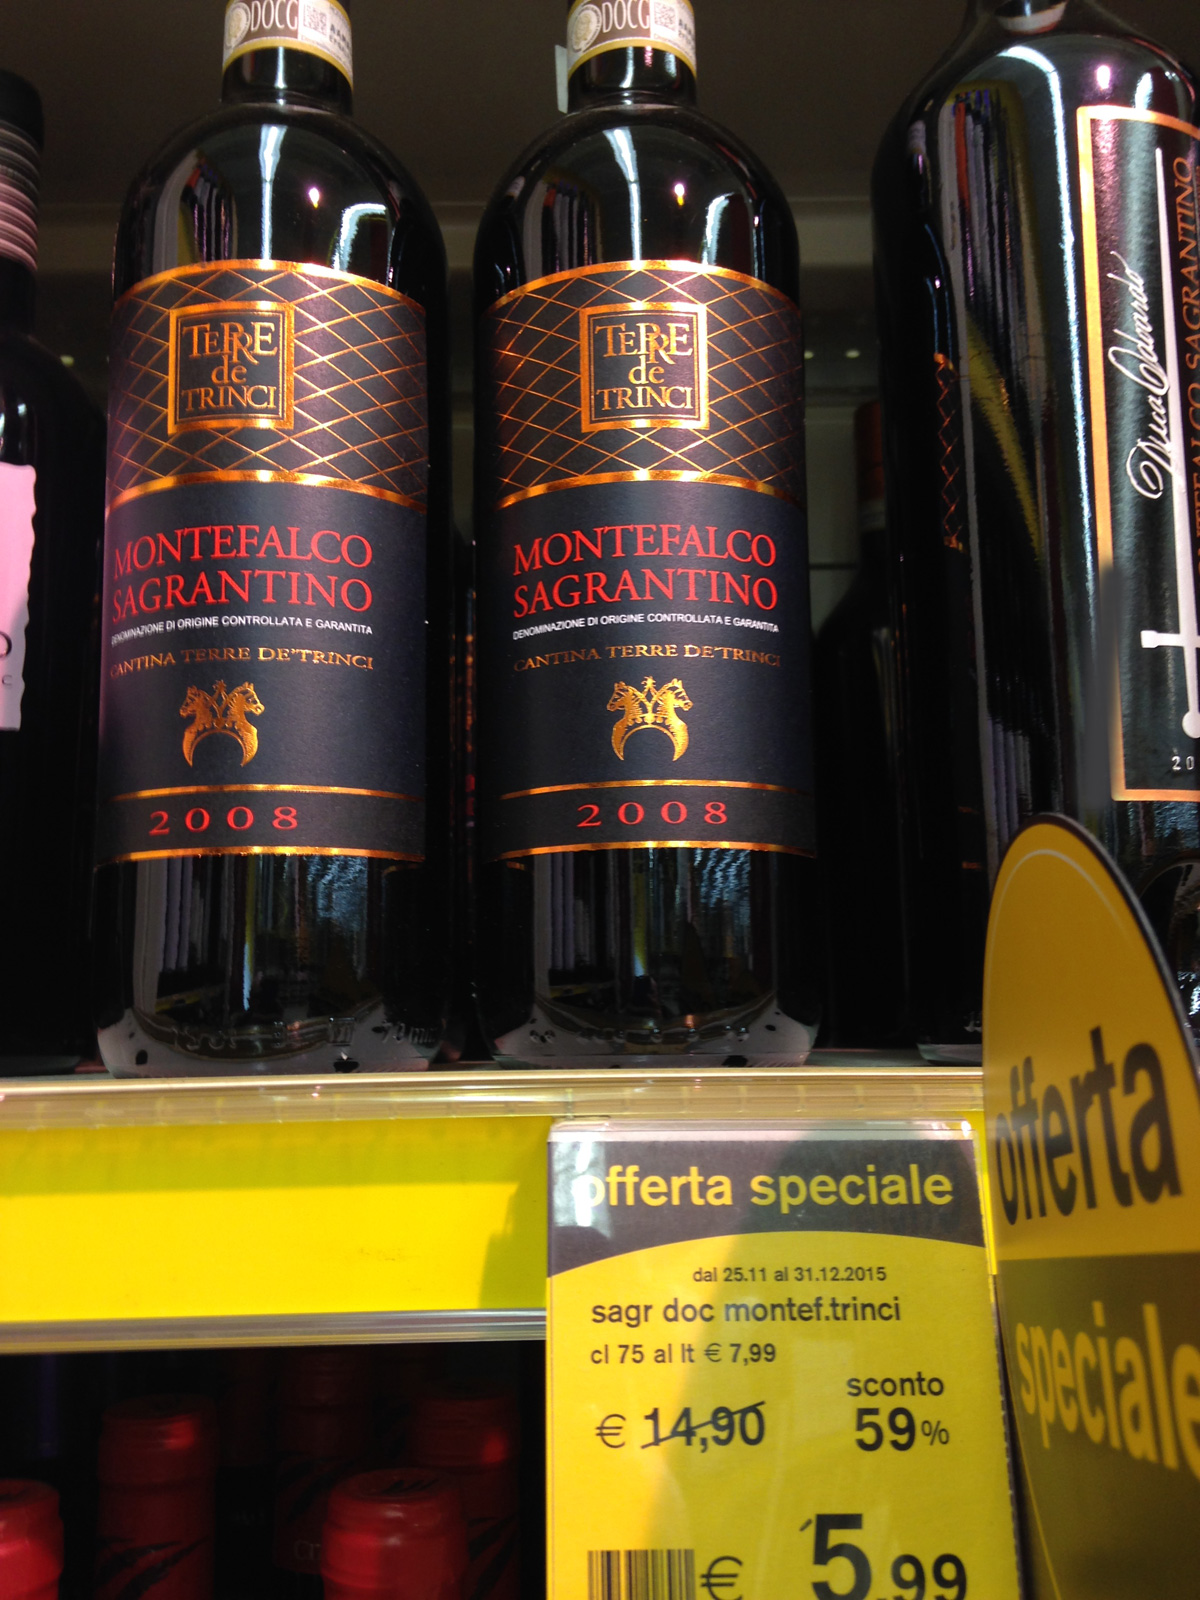 DOCG
TERRE
de
TRINCI
MONTEFALCO
SAGRANTINO
DENOMINAZIONE DI ORIGINE CONTROLLATA E GARANTITA
CANTINA TERRE DE'TRINCI
2008
DOCG
TERRE
de
TRINCI
MONTEFALCO
SAGRANTINO
DENOMINAZIONE DI ORIGINE CONTROLLATA E GARANTITA
CANTINA TERRE DE'TRINCI
2008
SAGRANTINO
20
offerta
speciale
offerta speciale
dal 25.11 al 31.12.2015
sagr doc montef.trinci
cl 75 al lt € 7,99
sconto
€ 14,90 59%
€ 5,99